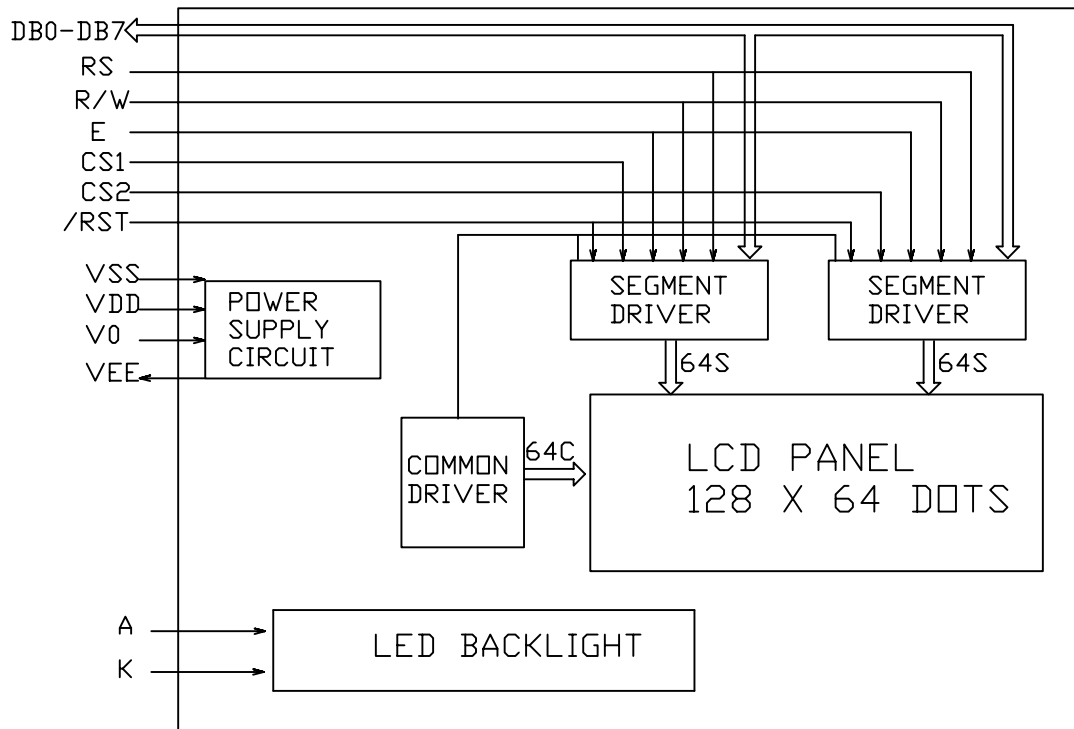 DB0-DB7
RS
R/W
E
CS1
CS2
/RST
VSS
VDD
V0
VEE
POWER
SUPPLY
CIRCUIT
SEGMENT
DRIVER
SEGMENT
DRIVER
64S
64S
COMMON
DRIVER
64C
LCD PANEL
128 X 64 DOTS
A
K
LED BACKLIGHT